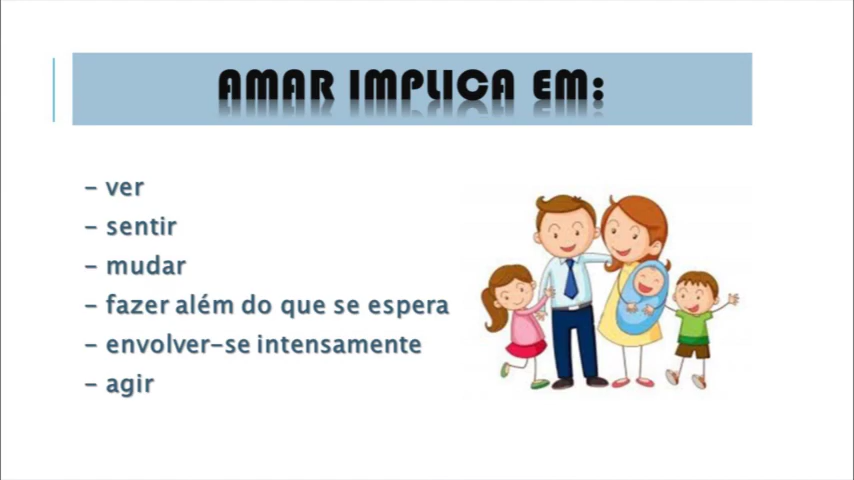 AMAR IMPLICA EM:
- ver
- sentir
- mudar
- fazer além do que se espera
- envolver-se intensamente
- agir